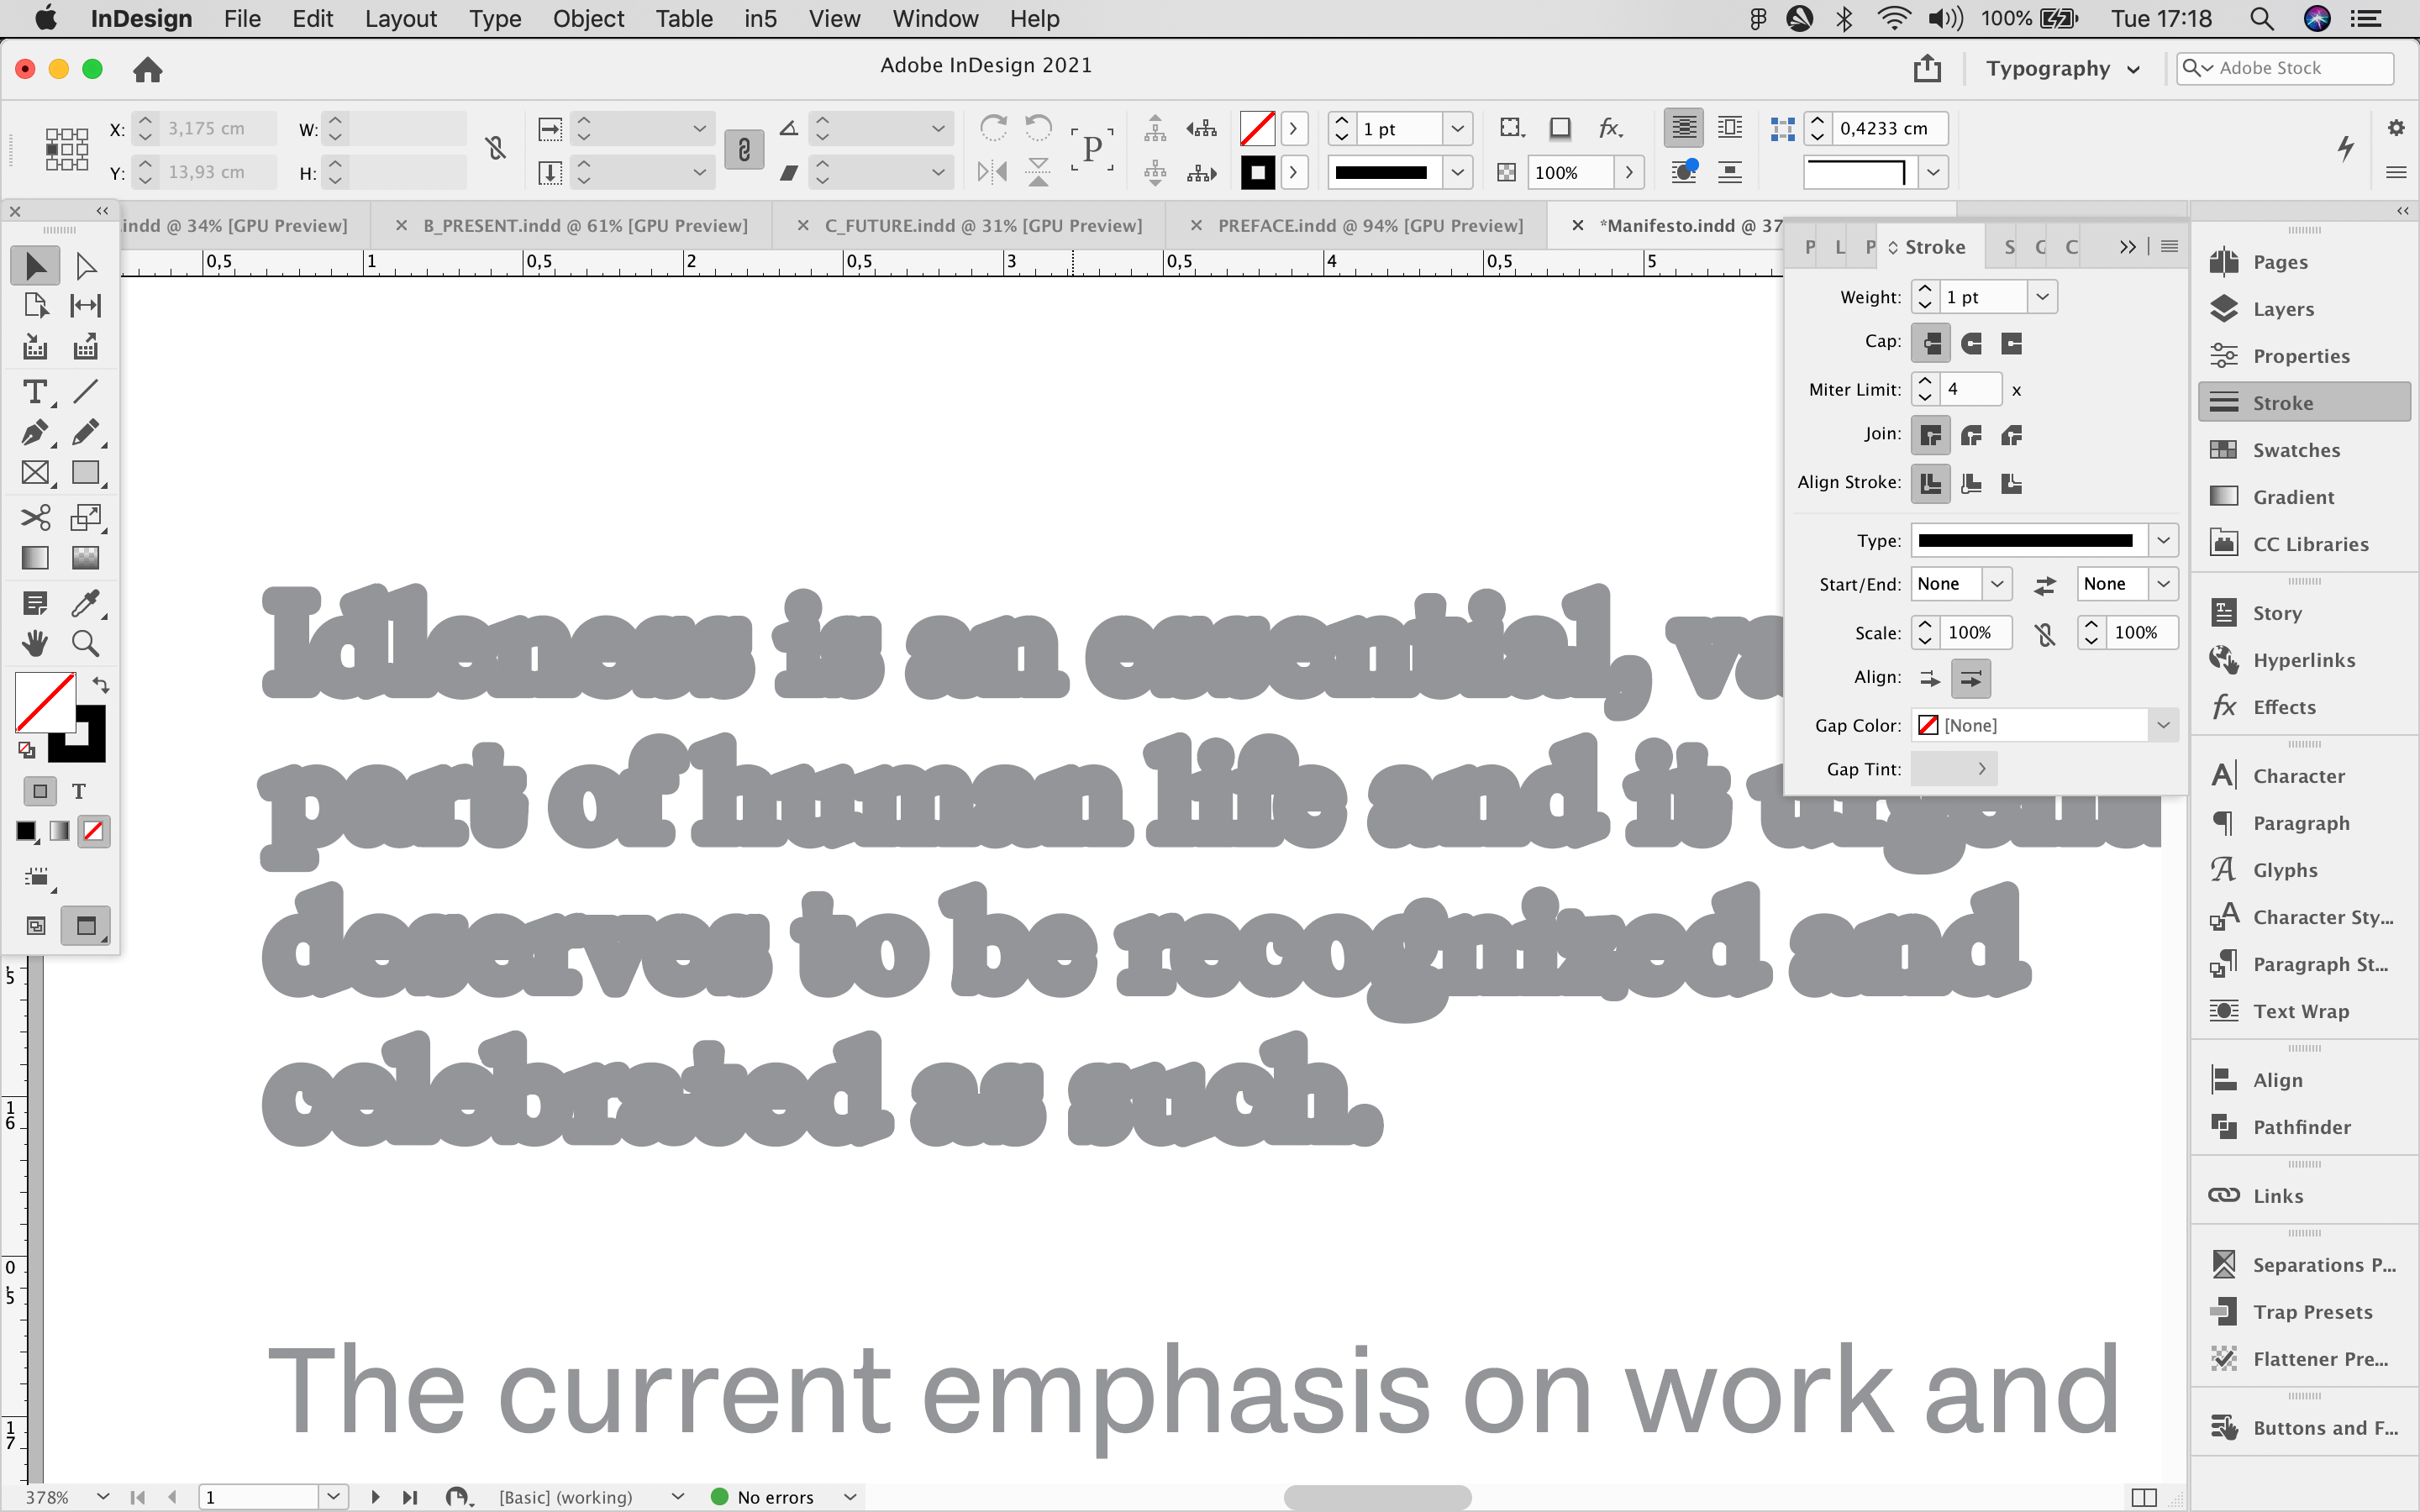 InDesign File Edit Layout Type Object Table in5 View Window Help 100% Tue 17:18
Adobe InDesign 2021 Typography Adobe Stock
X: 3,175 cm W: 1 pt fx. 0,4233 cm
Y: 13,93 cm H: P 100%
.indd @ 34% [GPU Preview] B_PRESENT.indd @ 61% [GPU Preview] C_FUTURE.indd @ 31% [GPU Preview] PREFACE.indd @ 94% [GPU Preview] *Manifesto.indd @ 37
0,5 1 0,5 2 0,5 3 0,5 4 0,5 5
P L P Stroke S C C
Weight: 1 pt
Cap:
Miter Limit: 4 x
Join:
Align Stroke:
Type:
Start/End: None None
Scale: 100% 100%
Align:
Gap Color: [None]
Gap Tint:
Pages
Layers
Properties
Stroke
Swatches
Gradient
CC Libraries
Story
Hyperlinks
fx Effects
Character
Paragraph
Glyphs
Character Sty...
Paragraph St...
Text Wrap
Align
Pathfinder
Links
Separations P...
Trap Presets
Flattener Pre...
Buttons and F...
Idleness is an essential, va
part of human life and it urgent
deserves to be recognized and
celebrated as such.
The current emphasis on work and
5
16
0,5
17
378% 1 [Basic] (working) No errors